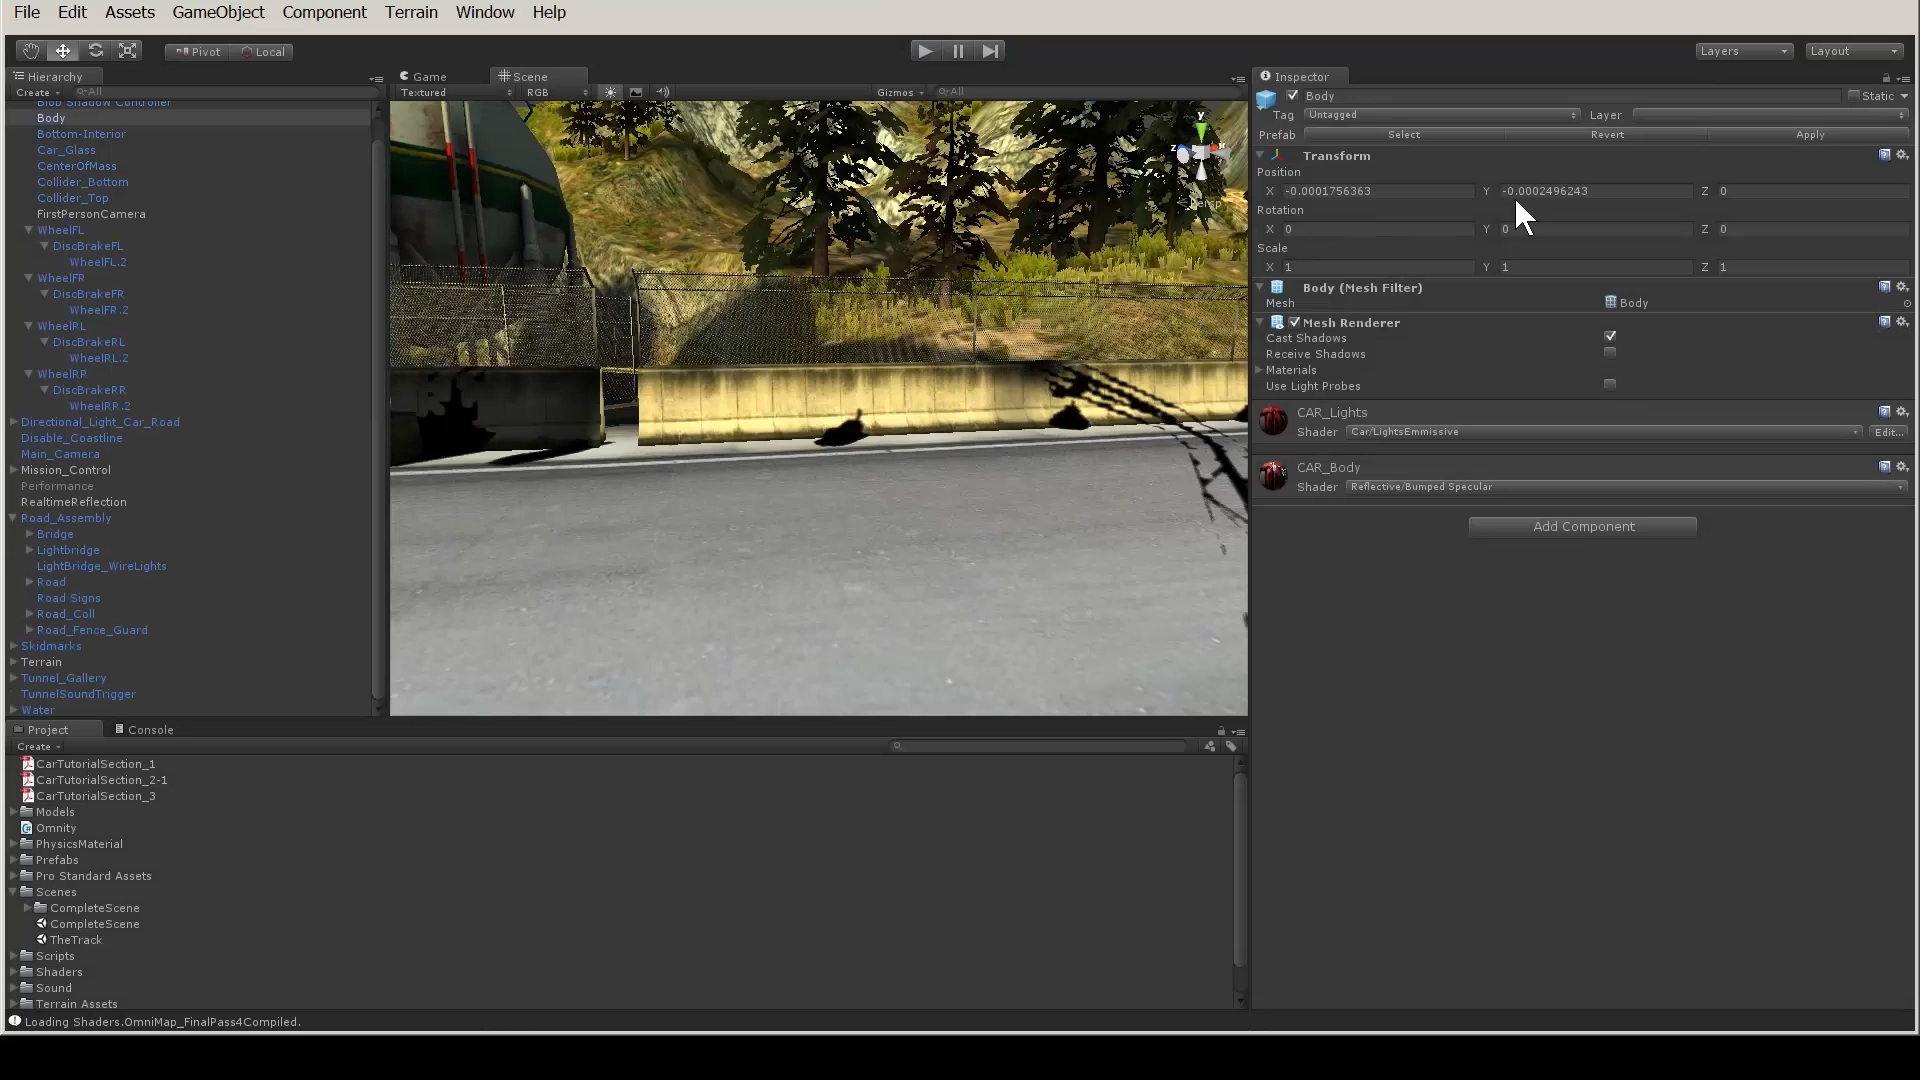 File Edit Assets GameObject Component Terrain Window Help
Pivot Local Layers Layout
Hierarchy
Create All
Blob Shadow Controller
Body
Bottom-Interior
Car_Glass
CenterOfMass
Collider_Bottom
Collider_Top
FirstPersonCamera
WheelFL
DiscBrakeFL
WheelFL.2
WheelFR
DiscBrakeFR
WheelFR.2
WheelRL
DiscBrakeRL
WheelRL.2
WheelRR
DiscBrakeRR
WheelRR.2
Directional_Light_Car_Road
Disable_Coastline
Main_Camera
Mission_Control
Performance
RealtimeReflection
Road_Assembly
Bridge
Lightbridge
LightBridge_WireLights
Road
Road Signs
Road_Coll
Road_Fence_Guard
Skidmarks
Terrain
Tunnel_Gallery
TunnelSoundTrigger
Water
Game Scene
Textured RGB Gizmos All
y
z x
Persp
Inspector
Body Static
Tag Untagged Layer
Prefab Select Revert Apply
Transform
Position
X -0.0001756363 Y -0.0002496243 Z 0
Rotation
X 0 Y 0 Z 0
Scale
X 1 Y 1 Z 1
Body (Mesh Filter)
Mesh Body
Mesh Renderer
Cast Shadows
Receive Shadows
Materials
Use Light Probes
CAR_Lights
Shader Car/LightsEmmissive Edit...
CAR_Body
Shader Reflective/Bumped Specular
Add Component
Project Console
Create
CarTutorialSection_1
CarTutorialSection_2-1
CarTutorialSection_3
Models
Omnity
PhysicsMaterial
Prefabs
Pro Standard Assets
Scenes
CompleteScene
CompleteScene
TheTrack
Scripts
Shaders
Sound
Terrain Assets
Loading Shaders.OmniMap_FinalPass4Compiled.